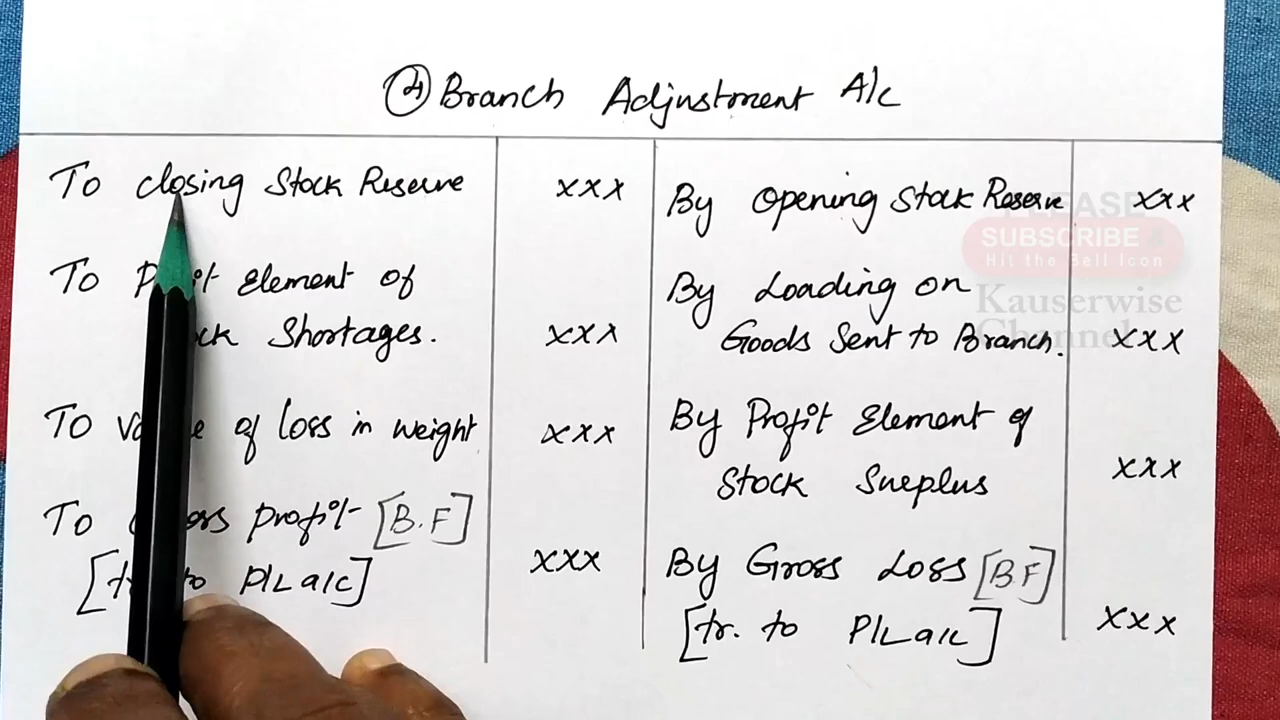 ④ Branch Adjustment A/c
To closing Stock Reserve xxx
To Element of
Shortages. xxx
To of loss in weight xxx
To profit [B.F]
to P/L a/c] xxx
By Opening Stock Reserve xxx
By Loading on
Goods Sent to Branch. xxx
By Profit Element of
Stock Surplus xxx
By Gross Loss [B.F]
[tr. to P/L a/c] xxx
PLEASE
SUBSCRIBE &
Hit the Bell Icon
Kauserwise
Channel